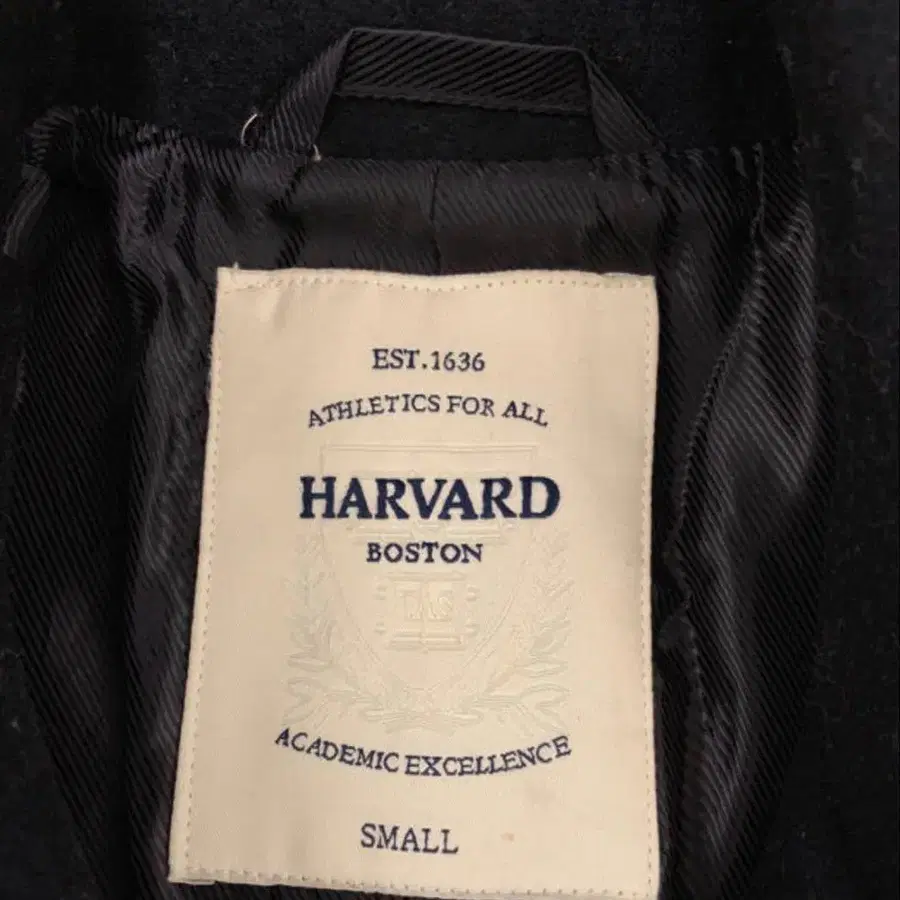 EST.1636
ATHLETICS FOR ALL
HARVARD
BOSTON
ACADEMIC EXCELLENCE
SMALL